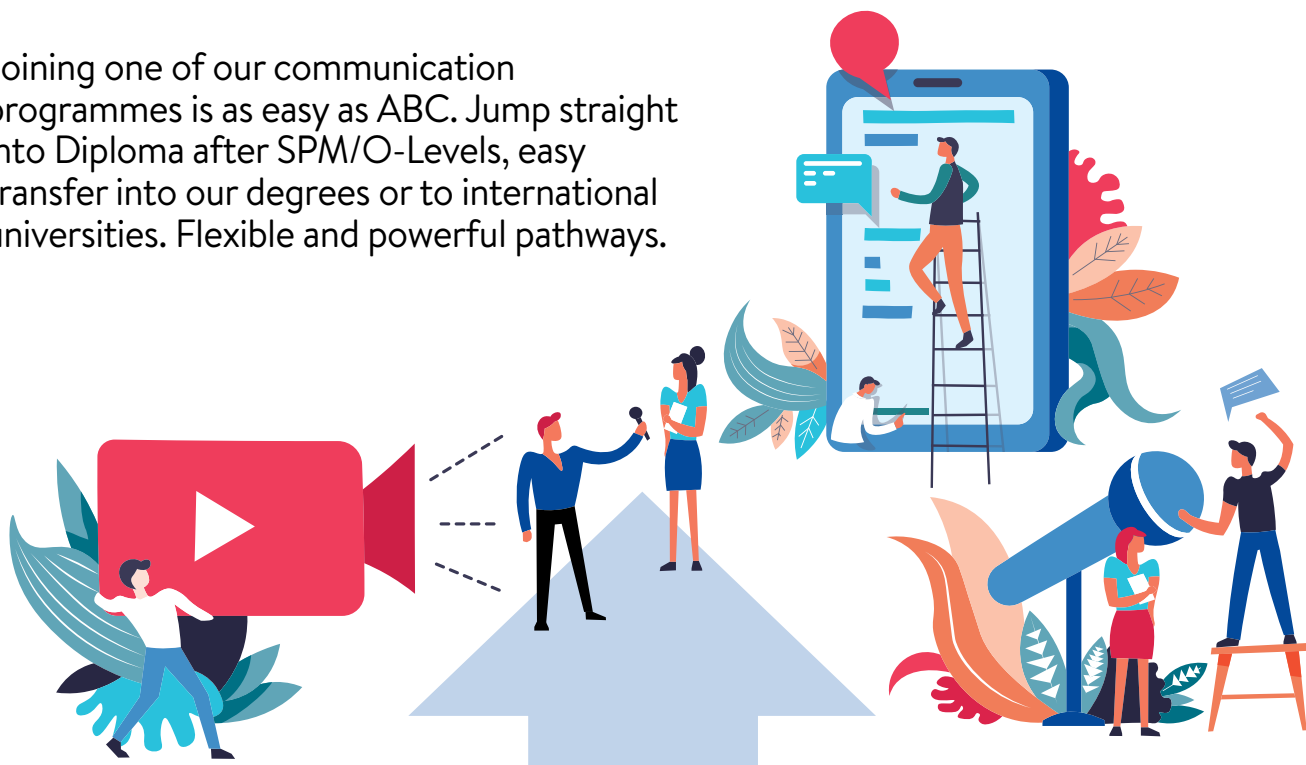 oining one of our communication
programmes is as easy as ABC. Jump straight
nto Diploma after SPM/O-Levels, easy
ransfer into our degrees or to international
universities. Flexible and powerful pathways.